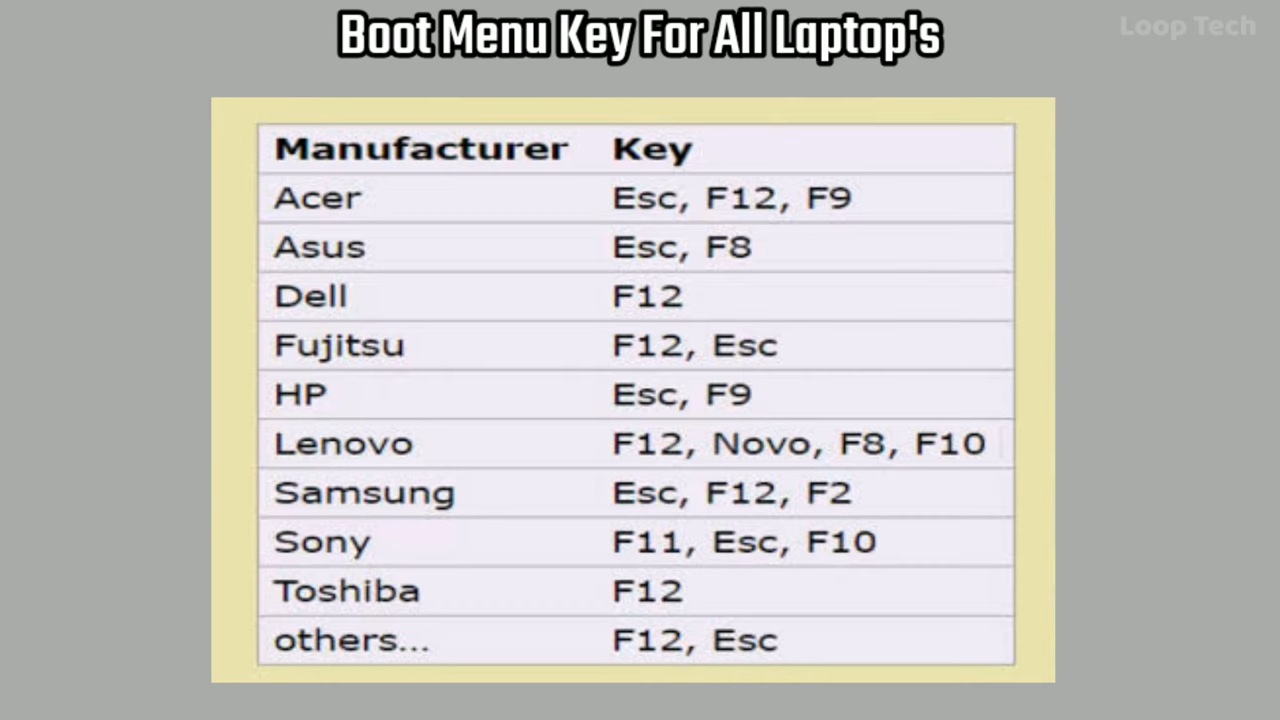 Boot Menu Key For All Laptop's
Loop Tech
Manufacturer Key
Acer Esc, F12, F9
Asus Esc, F8
Dell F12
Fujitsu F12, Esc
HP Esc, F9
Lenovo F12, Novo, F8, F10
Samsung Esc, F12, F2
Sony F11, Esc, F10
Toshiba F12
others... F12, Esc